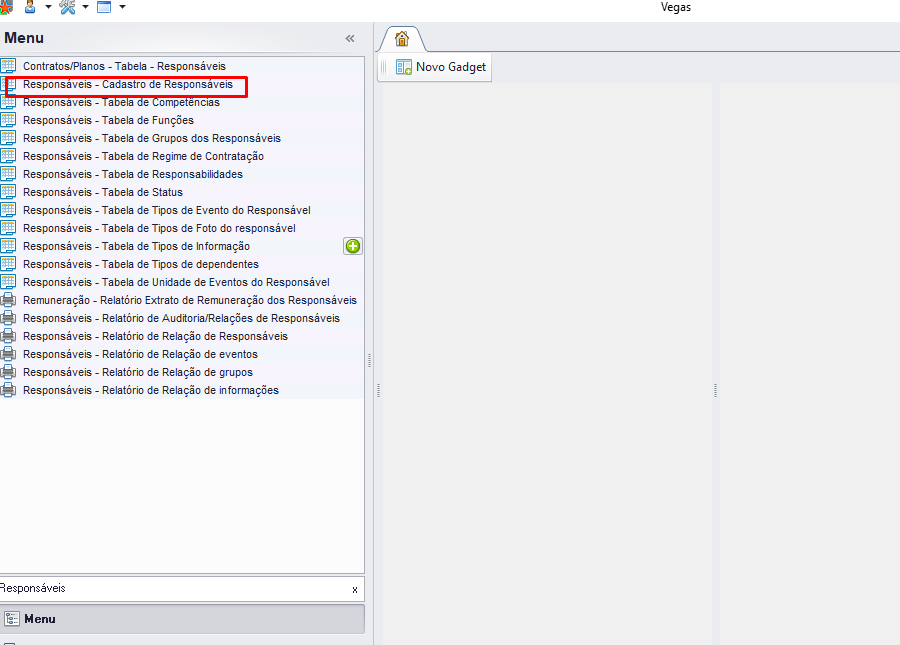 Vegas
Menu
«
Novo Gadget
Contratos/Planos - Tabela - Responsáveis
Responsáveis - Cadastro de Responsáveis
Responsáveis - Tabela de Competências
Responsáveis - Tabela de Funções
Responsáveis - Tabela de Grupos dos Responsáveis
Responsáveis - Tabela de Regime de Contratação
Responsáveis - Tabela de Responsabilidades
Responsáveis - Tabela de Status
Responsáveis - Tabela de Tipos de Evento do Responsável
Responsáveis - Tabela de Tipos de Foto do responsável
Responsáveis - Tabela de Tipos de Informação
Responsáveis - Tabela de Tipos de dependentes
Responsáveis - Tabela de Unidade de Eventos do Responsável
Remuneração - Relatório Extrato de Remuneração dos Responsáveis
Responsáveis - Relatório de Auditoria/Relações de Responsáveis
Responsáveis - Relatório de Relação de Responsáveis
Responsáveis - Relatório de Relação de eventos
Responsáveis - Relatório de Relação de grupos
Responsáveis - Relatório de Relação de informações
Responsáveis x
Menu